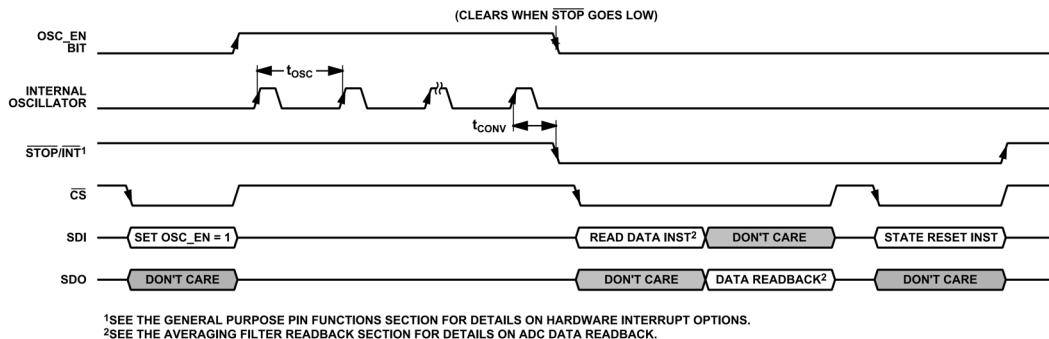 (CLEARS WHEN STOP GOES LOW)
OSC_EN
BIT
tOSC
INTERNAL
OSCILLATOR
tCONV
STOP/INT1
CS
SDI
SET OSC_EN = 1
READ DATA INST2
DON'T CARE
STATE RESET INST
SDO
DON'T CARE
DON'T CARE
DATA READBACK2
DON'T CARE
1SEE THE GENERAL PURPOSE PIN FUNCTIONS SECTION FOR DETAILS ON HARDWARE INTERRUPT OPTIONS.
2SEE THE AVERAGING FILTER READBACK SECTION FOR DETAILS ON ADC DATA READBACK.